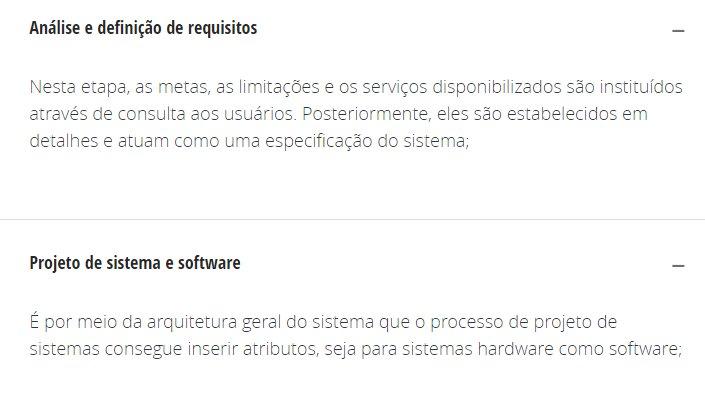 Análise e definição de requisitos
Nesta etapa, as metas, as limitações e os serviços disponibilizados são instituídos
através de consulta aos usuários. Posteriormente, eles são estabelecidos em
detalhes e atuam como uma especificação do sistema;
Projeto de sistema e software
É por meio da arquitetura geral do sistema que o processo de projeto de
sistemas consegue inserir atributos, seja para sistemas hardware como software;